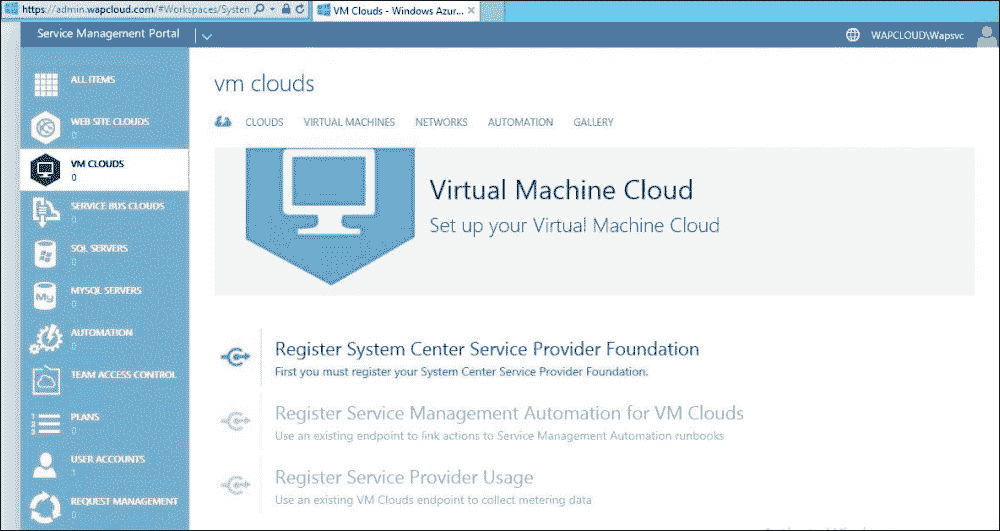 https://admin.wapcloud.com/#Workspaces/System
VM Clouds - Windows Azur...
Service Management Portal
WAPCLOUD\Wapsvc
ALL ITEMS
WEB SITE CLOUDS
0
VM CLOUDS
0
SERVICE BUS CLOUDS
0
SQL SERVERS
0
MYSQL SERVERS
0
AUTOMATION
0
TEAM ACCESS CONTROL
PLANS
0
USER ACCOUNTS
1
REQUEST MANAGEMENT
0
vm clouds
CLOUDS VIRTUAL MACHINES NETWORKS AUTOMATION GALLERY
Virtual Machine Cloud
Set up your Virtual Machine Cloud
Register System Center Service Provider Foundation
First you must register your System Center Service Provider Foundation.
Register Service Management Automation for VM Clouds
Use an existing endpoint to link actions to Service Management Automation runbooks
Register Service Provider Usage
Use an existing VM Clouds endpoint to collect metering data